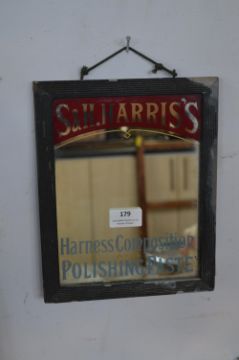 S&H. HARRIS'S
179
Harness Composition
POLISHING PASTE